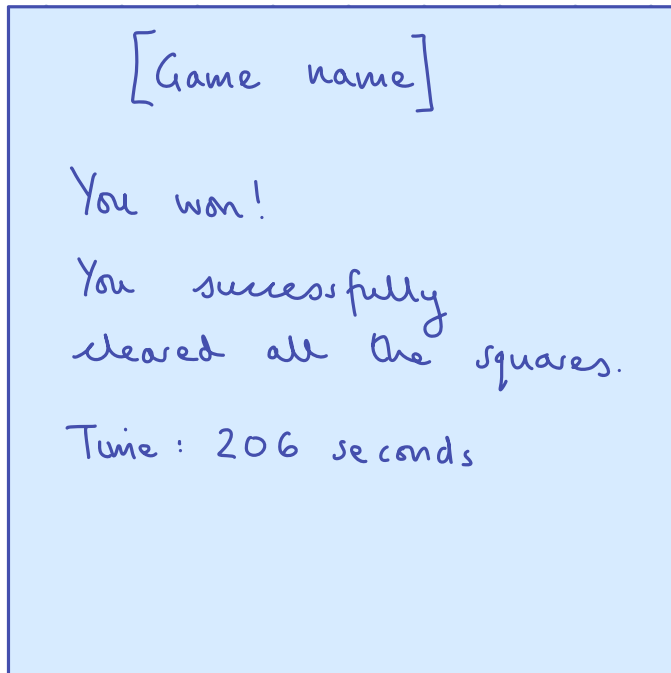 [Game name]
You won!
You successfully
cleared all the squares.
Time: 206 seconds